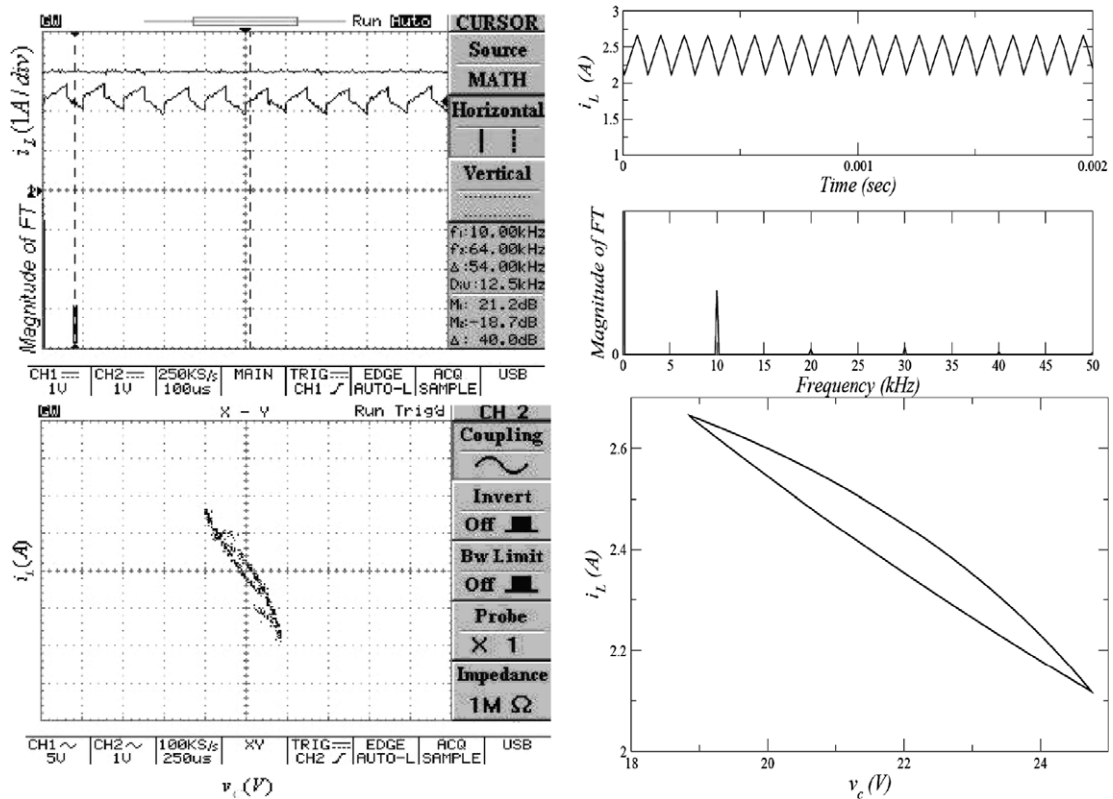 GW Run Auto CURSOR
Source
MATH
Horizontal
Vertical
f₁:10.00kHz
f₂:64.00kHz
Δ:54.00kHz
Div:12.5kHz
M₁: 21.2dB
M₂:-18.7dB
Δ: 40.0dB
i_L (1A/div)
Magnitude of FT
CH1 CH2 250KS/s MAIN TRIG EDGE ACQ USB
1V 1V 100us CH1 AUTO-L SAMPLE
i_L (A)
3
2.5
2
1.5
1
0 0.001 0.002
Time (sec)
Magnitude of FT
0
0 5 10 15 20 25 30 35 40 45 50
Frequency (kHz)
GW X - Y Run Trig'd CH 2
Coupling
Invert
Off
Bw Limit
Off
Probe
X 1
Impedance
1M Ω
i_L (A)
CH1 ~ CH2 ~ 100KS/s XY TRIG EDGE ACQ USB
5V 1V 250us CH2 AUTO-L SAMPLE
v_c (V)
i_L (A)
2.6
2.4
2.2
2
18 20 22 24
v_c (V)